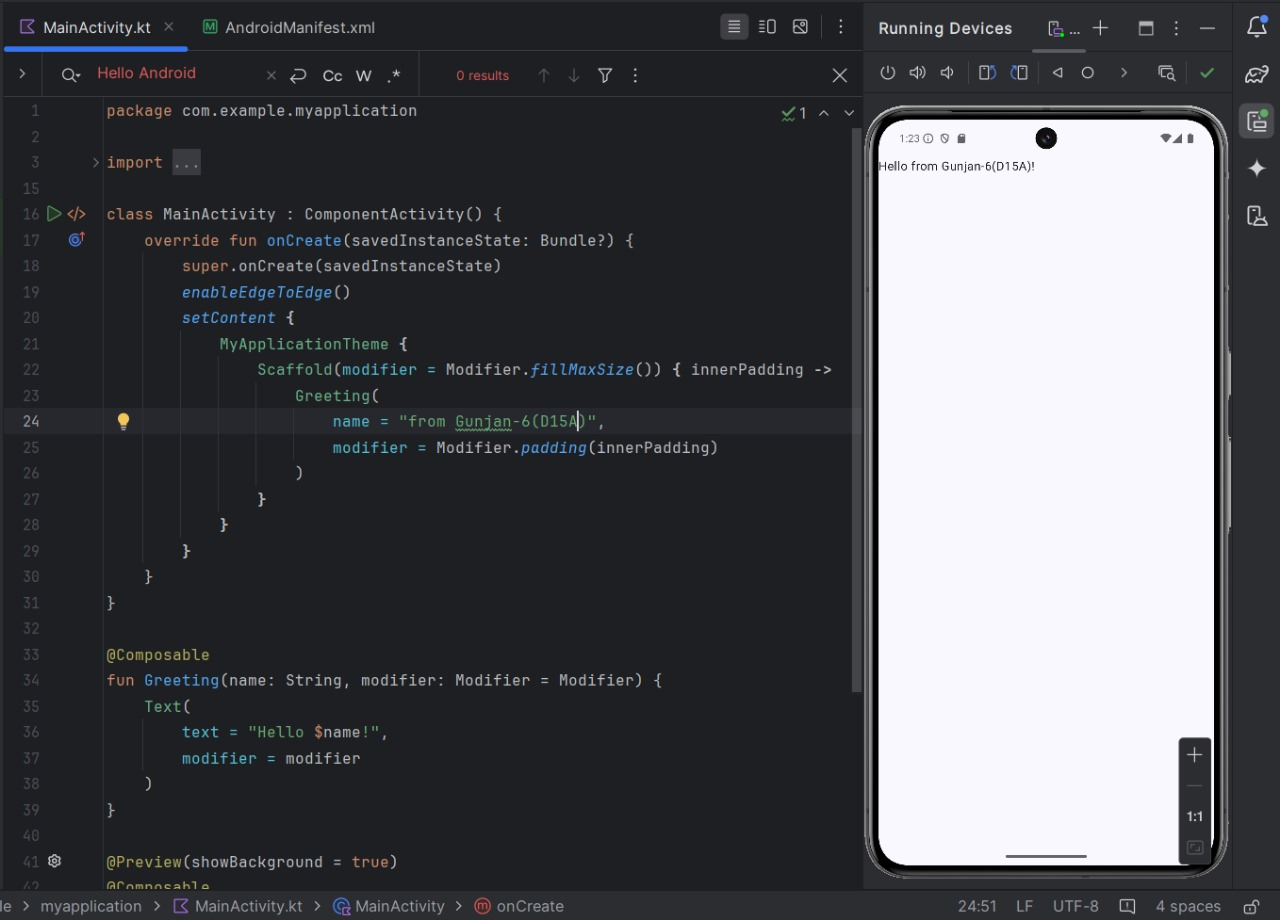 MainActivity.kt
AndroidManifest.xml
Hello Android
Cc W .*
0 results
1 package com.example.myapplication
1
2
3 import ...
15
16 class MainActivity : ComponentActivity() {
17 override fun onCreate(savedInstanceState: Bundle?) {
18 super.onCreate(savedInstanceState)
19 enableEdgeToEdge()
20 setContent {
21 MyApplicationTheme {
22 Scaffold(modifier = Modifier.fillMaxSize()) { innerPadding ->
23 Greeting(
24 name = "from Gunjan-6(D15A)",
25 modifier = Modifier.padding(innerPadding)
26 )
27 }
28 }
29 }
30 }
31 }
32
33 @Composable
34 fun Greeting(name: String, modifier: Modifier = Modifier) {
35 Text(
36 text = "Hello $name!",
37 modifier = modifier
38 )
39 }
40
41 @Preview(showBackground = true)
42 @Composable
Running Devices
...
1:23
Hello from Gunjan-6(D15A)!
1:1
le > myapplication > MainActivity.kt > MainActivity > onCreate
24:51 LF UTF-8 4 spaces